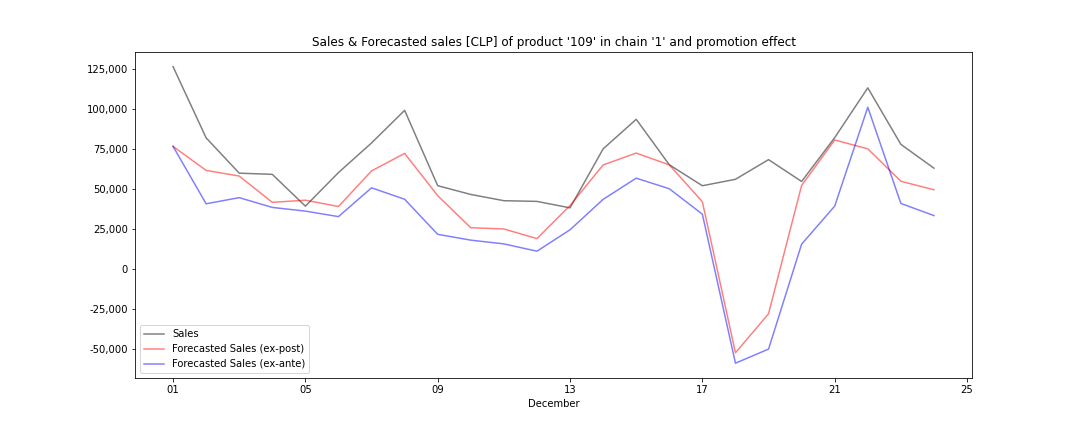 Sales & Forecasted sales [CLP] of product '109' in chain '1' and promotion effect
125,000
100,000
75,000
50,000
25,000
0
-25,000
-50,000
Sales
Forecasted Sales (ex-post)
Forecasted Sales (ex-ante)
01 05 09 13 17 21 25
December